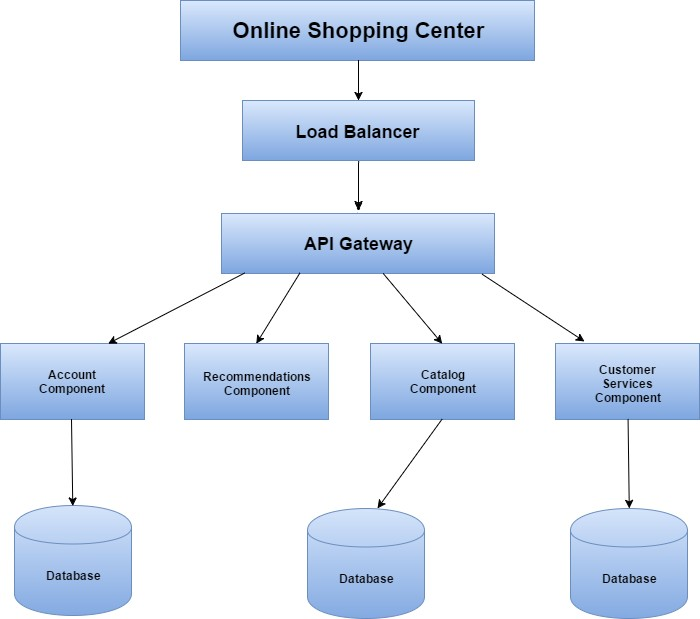 Online Shopping Center
Load Balancer
API Gateway
Account
Component
Recommendations
Component
Catalog
Component
Customer
Services
Component
Database
Database
Database